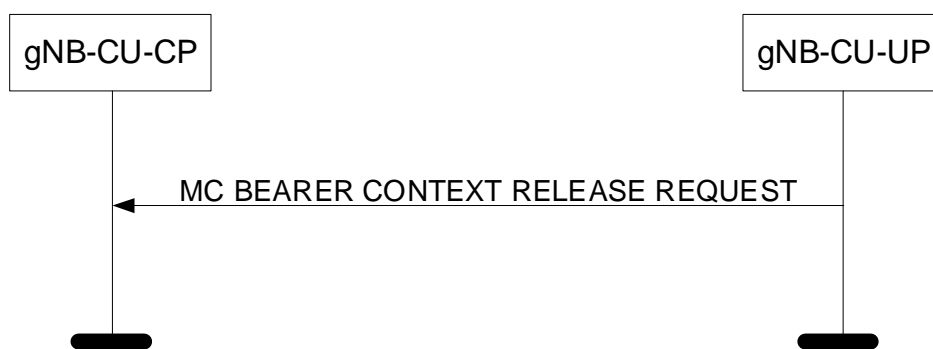 gNB-CU-CP
gNB-CU-UP
MC BEARER CONTEXT RELEASE REQUEST